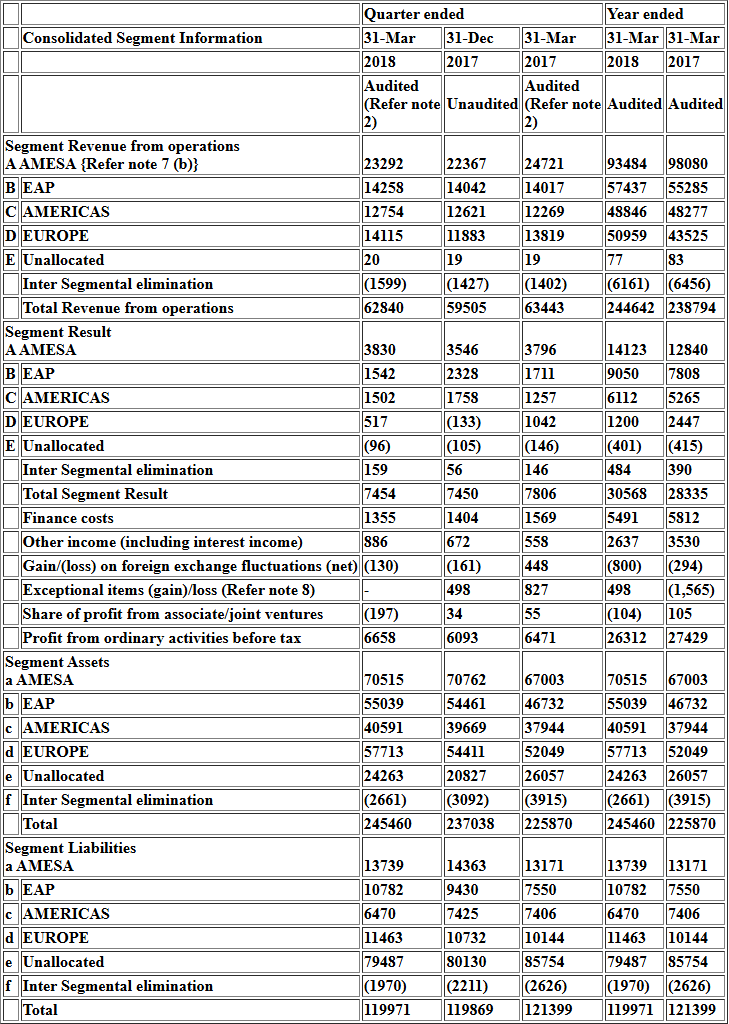 Quarter ended Year ended
Consolidated Segment Information 31-Mar 31-Dec 31-Mar 31-Mar 31-Mar
2018 2017 2017 2018 2017
Audited (Refer note 2) Unaudited Audited (Refer note 2) Audited Audited
Segment Revenue from operations
A AMESA {Refer note 7 (b)} 23292 22367 24721 93484 98080
B EAP 14258 14042 14017 57437 55285
C AMERICAS 12754 12621 12269 48846 48277
D EUROPE 14115 11883 13819 50959 43525
E Unallocated 20 19 19 77 83
Inter Segmental elimination (1599) (1427) (1402) (6161) (6456)
Total Revenue from operations 62840 59505 63443 244642 238794
Segment Result
A AMESA 3830 3546 3796 14123 12840
B EAP 1542 2328 1711 9050 7808
C AMERICAS 1502 1758 1257 6112 5265
D EUROPE 517 (133) 1042 1200 2447
E Unallocated (96) (105) (146) (401) (415)
Inter Segmental elimination 159 56 146 484 390
Total Segment Result 7454 7450 7806 30568 28335
Finance costs 1355 1404 1569 5491 5812
Other income (including interest income) 886 672 558 2637 3530
Gain/(loss) on foreign exchange fluctuations (net) (130) (161) 448 (800) (294)
Exceptional items (gain)/loss (Refer note 8) - 498 827 498 (1,565)
Share of profit from associate/joint ventures (197) 34 55 (104) 105
Profit from ordinary activities before tax 6658 6093 6471 26312 27429
Segment Assets
a AMESA 70515 70762 67003 70515 67003
b EAP 55039 54461 46732 55039 46732
c AMERICAS 40591 39669 37944 40591 37944
d EUROPE 57713 54411 52049 57713 52049
e Unallocated 24263 20827 26057 24263 26057
f Inter Segmental elimination (2661) (3092) (3915) (2661) (3915)
Total 245460 237038 225870 245460 225870
Segment Liabilities
a AMESA 13739 14363 13171 13739 13171
b EAP 10782 9430 7550 10782 7550
c AMERICAS 6470 7425 7406 6470 7406
d EUROPE 11463 10732 10144 11463 10144
e Unallocated 79487 80130 85754 79487 85754
f Inter Segmental elimination (1970) (2211) (2626) (1970) (2626)
Total 119971 119869 121399 119971 121399